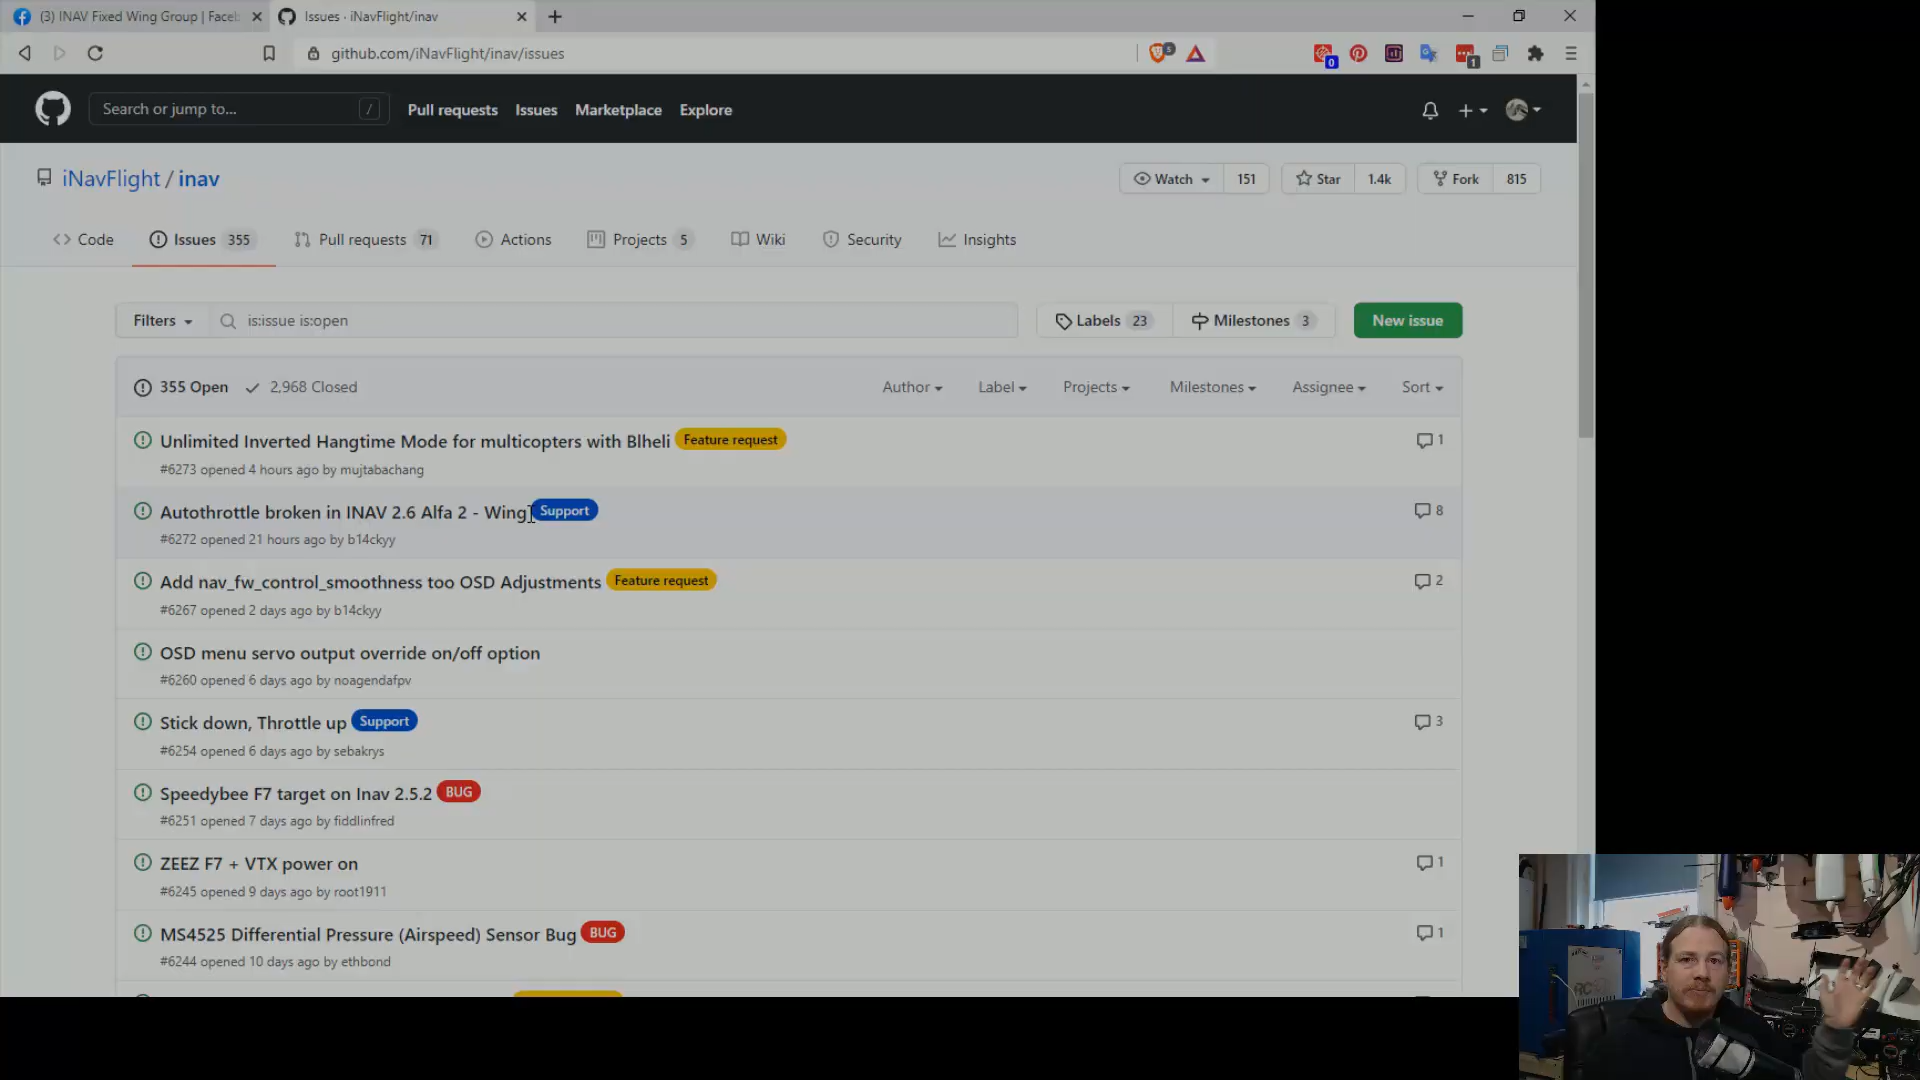 (3) INAV Fixed Wing Group | Faceb
Issues · iNavFlight/inav
github.com/iNavFlight/inav/issues
5
0
1
Search or jump to...
/
Pull requests
Issues
Marketplace
Explore
iNavFlight / inav
Watch 151
Star 1.4k
Fork 815
Code
Issues 355
Pull requests 71
Actions
Projects 5
Wiki
Security
Insights
Filters
is:issue is:open
Labels 23
Milestones 3
New issue
355 Open
2,968 Closed
Author
Label
Projects
Milestones
Assignee
Sort
Unlimited Inverted Hangtime Mode for multicopters with Blheli Feature request
1
#6273 opened 4 hours ago by mujtabachang
Autothrottle broken in INAV 2.6 Alfa 2 - Wing Support
8
#6272 opened 21 hours ago by b14ckyy
Add nav_fw_control_smoothness too OSD Adjustments Feature request
2
#6267 opened 2 days ago by b14ckyy
OSD menu servo output override on/off option
#6260 opened 6 days ago by noagendafpv
Stick down, Throttle up Support
3
#6254 opened 6 days ago by sebakrys
Speedybee F7 target on Inav 2.5.2 BUG
#6251 opened 7 days ago by fiddlinfred
ZEEZ F7 + VTX power on
1
#6245 opened 9 days ago by root1911
MS4525 Differential Pressure (Airspeed) Sensor Bug BUG
1
#6244 opened 10 days ago by ethbond